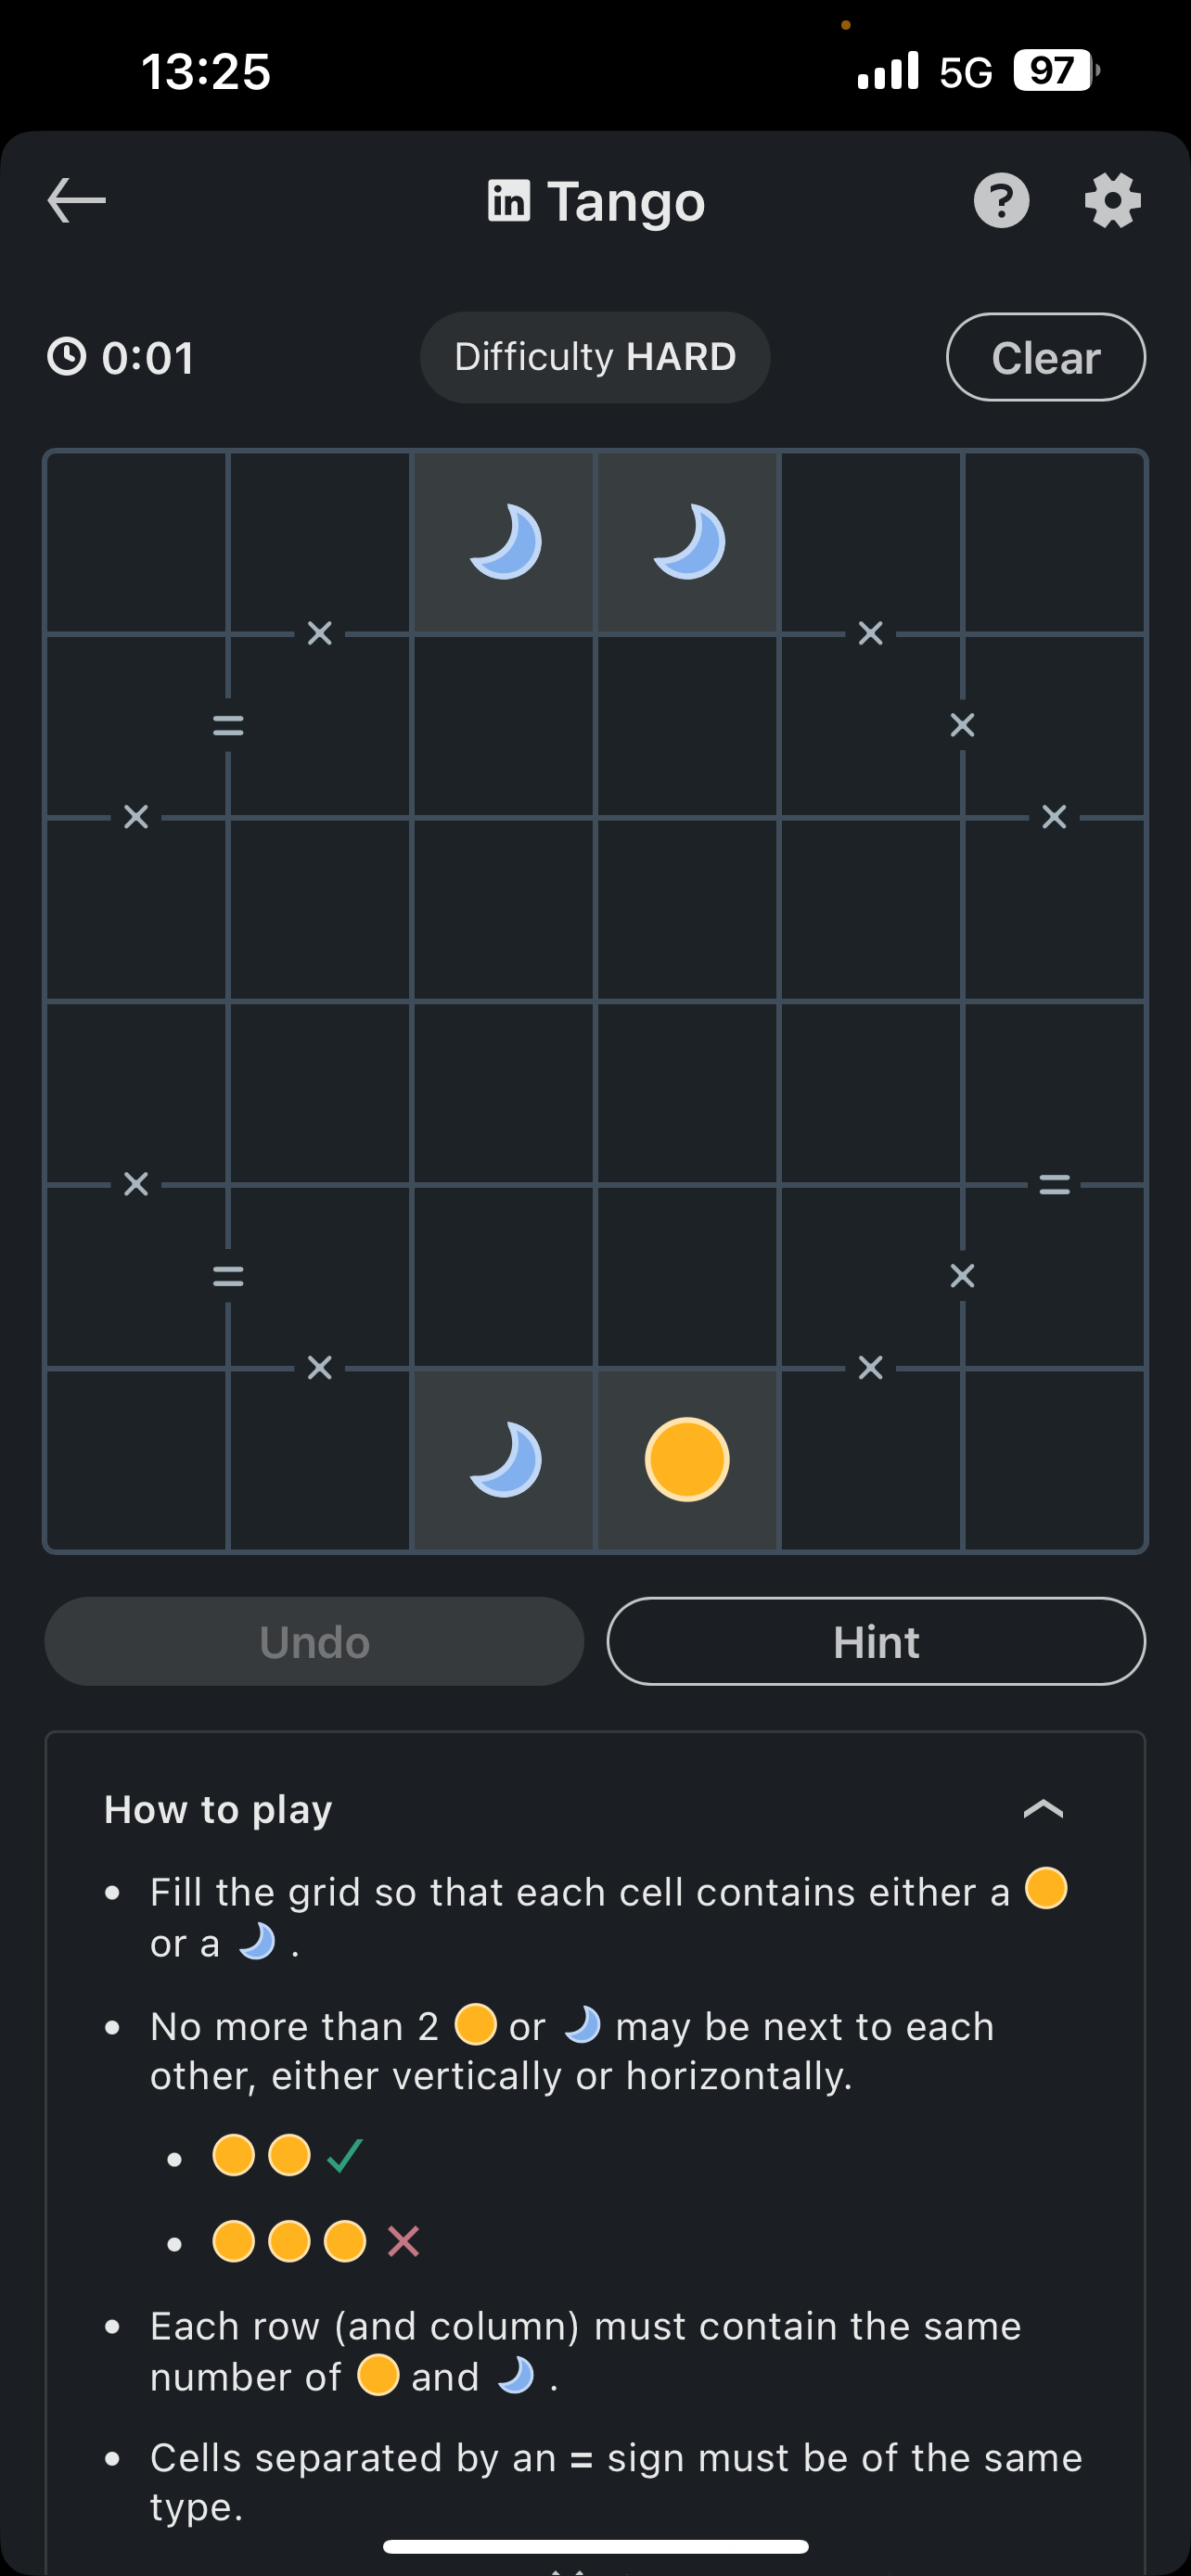 13:25
5G 97
in Tango
?
0:01
Difficulty HARD
Clear
× ×
= ×
× ×
× =
= ×
× ×
Undo
Hint
How to play
• Fill the grid so that each cell contains either a
or a .
• No more than 2 or may be next to each
other, either vertically or horizontally.
• Each row (and column) must contain the same
number of and .
• Cells separated by an = sign must be of the same
type.